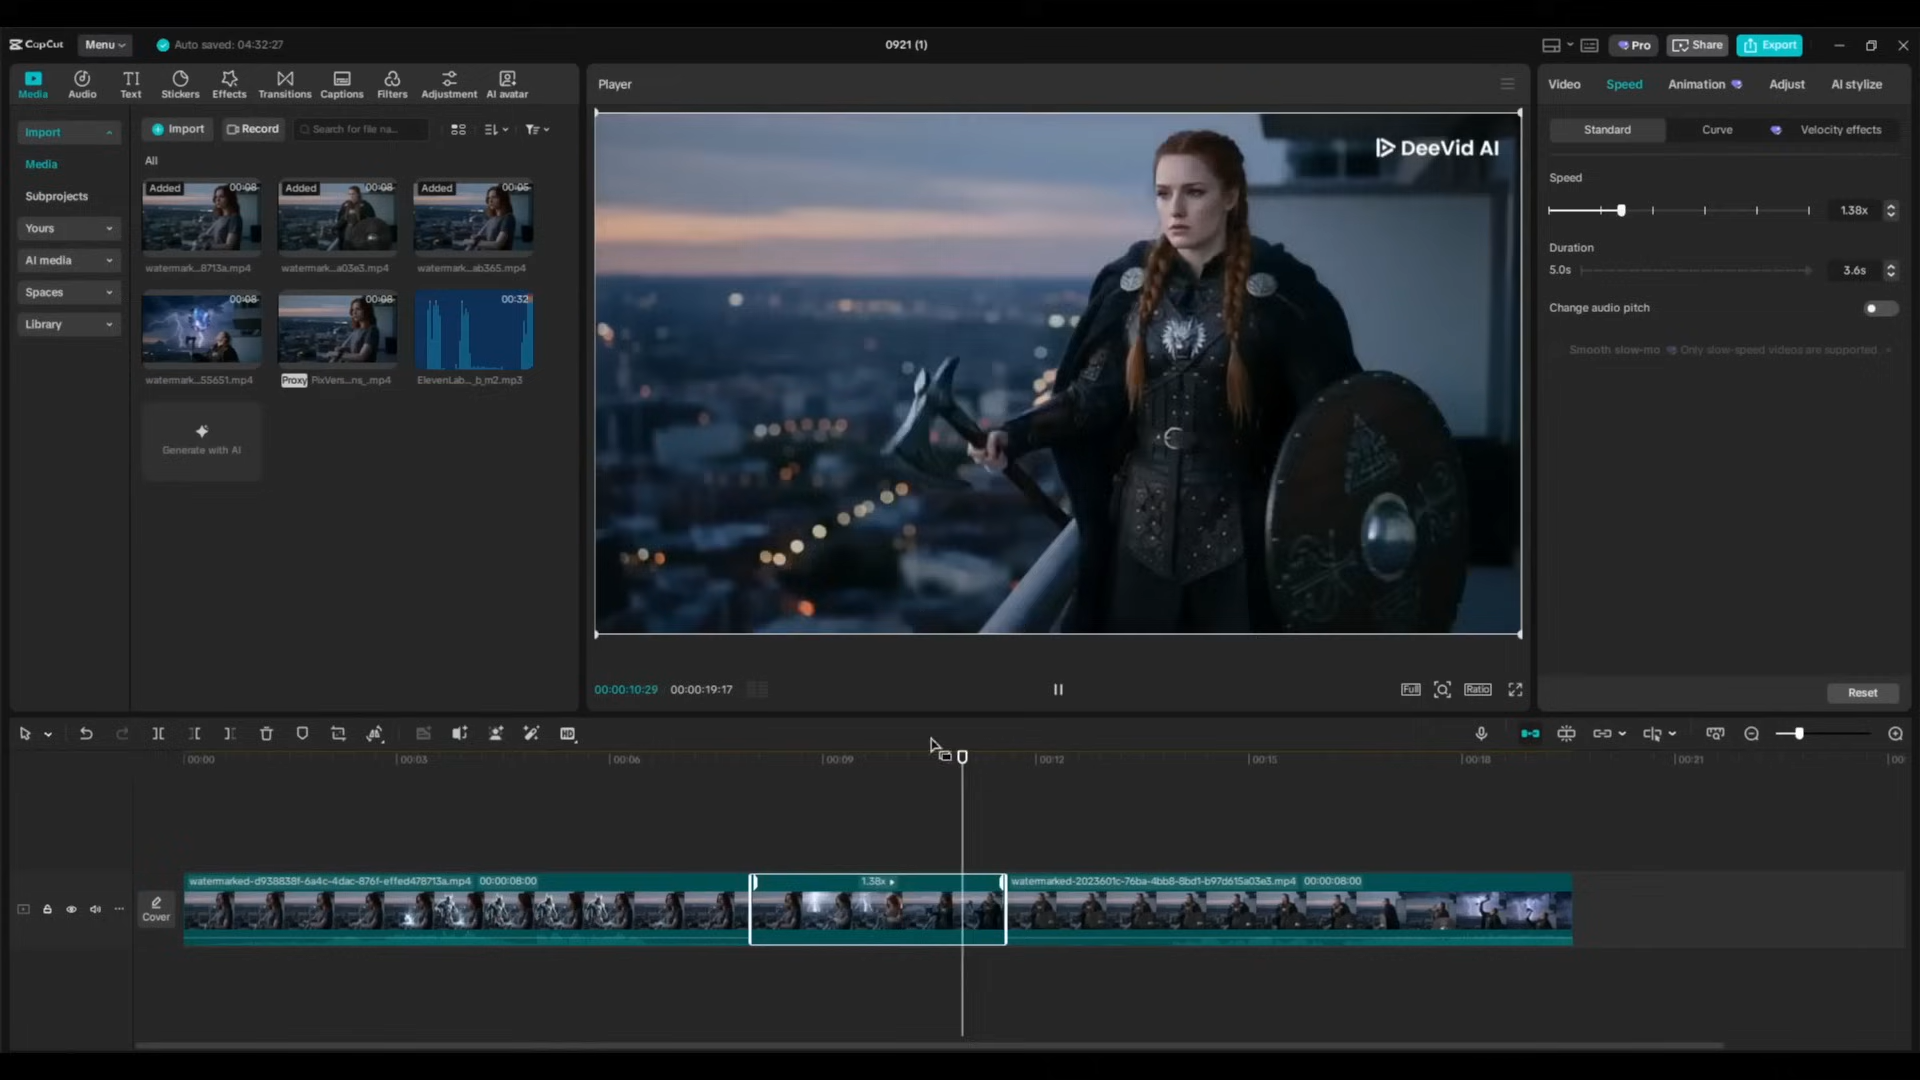 CapCut
Menu
Auto saved: 04:32:27
0921 (1)
Pro
Share
Export
Media
Audio
Text
Stickers
Effects
Transitions
Captions
Filters
Adjustment
AI avatar
Import
Media
Subprojects
Yours
AI media
Spaces
Library
Import
Record
Search for file na...
All
Added 00:08
Added 00:08
Added 00:05
watermark...8713a.mp4
watermark...a03e3.mp4
watermark...ab365.mp4
00:08
00:08
00:32
watermark...55651.mp4
Proxy PixVers...ns_.mp4
ElevenLab..._b_m2.mp3
Generate with AI
Player
DeeVid AI
00:00:10:29
00:00:19:17
Full
Ratio
Video
Speed
Animation
Adjust
AI stylize
Standard
Curve
Velocity effects
Speed
1.38x
Duration
5.0s
3.6s
Change audio pitch
Smooth slow-mo
Only slow-speed videos are supported
Reset
00:00
00:03
00:06
00:09
00:12
00:15
00:18
00:21
00
Cover
watermarked-d938838f-6a4c-4dac-876f-effed478713a.mp4 00:00:08:00
1.38x
watermarked-2023601c-76ba-4bb8-8bd1-b97d615a03e3.mp4 00:00:08:00